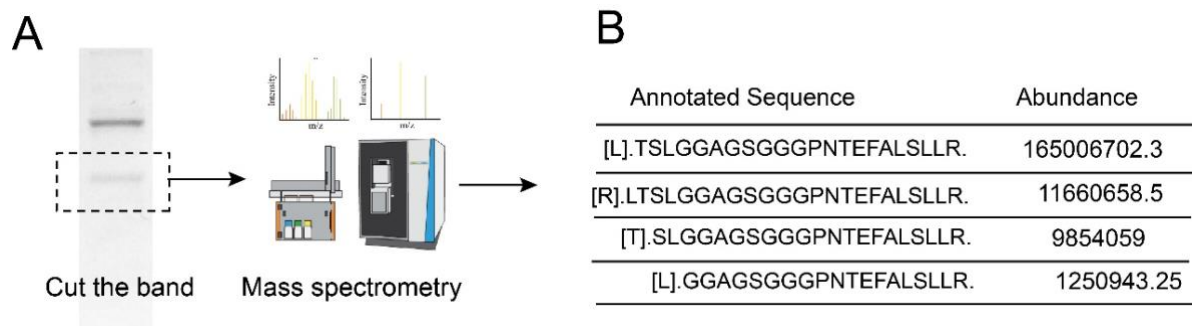 A
Intensity
m/z
Intensity
m/z
Cut the band
Mass spectrometry
B
Annotated Sequence Abundance
[L].TSLGGAGSGGGPNTEFALSLLR. 165006702.3
[R].LTSLGGAGSGGGPNTEFALSLLR. 11660658.5
[T].SLGGAGSGGGPNTEFALSLLR. 9854059
[L].GGAGSGGGPNTEFALSLLR. 1250943.25